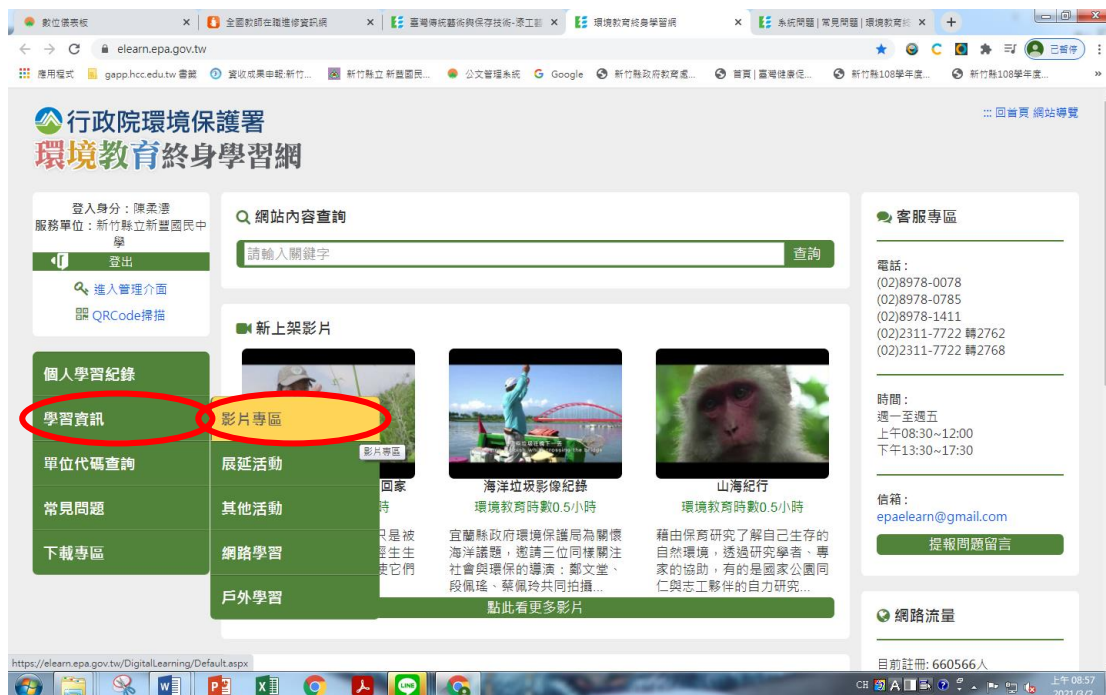 數位儀表板
全國教師在職進修資訊網
臺灣傳統藝術與保存技術-漆工藝
環境教育終身學習網
系統問題|常見問題|環境教育終
elearn.epa.gov.tw
已暫停
應用程式
gapp.hcc.edu.tw 書籤
資收成果申報:新竹...
新竹縣立新豐國民...
公文管理系統
Google
新竹縣政府教育處...
首頁|臺灣健康促...
新竹縣108學年度...
新竹縣108學年度...
行政院環境保護署
環境教育終身學習網
::: 回首頁 網站導覽
登入身分:陳柔澐
服務單位:新竹縣立新豐國民中
學
登出
進入管理介面
QRCode掃描
個人學習紀錄
學習資訊
單位代碼查詢
常見問題
下載專區
影片專區
影片專區
展延活動
其他活動
網路學習
戶外學習
網站內容查詢
請輸入關鍵字
查詢
新上架影片
回家
時
只是被
海洋垃圾影像紀錄
環境教育時數0.5小時
宜蘭縣政府環境保護局為關懷
海洋議題,邀請三位同樣關注
社會與環保的導演:鄭文堂、
段佩瑤、蔡佩玲共同拍攝...
山海紀行
環境教育時數0.5小時
藉由保育研究了解自己生存的
自然環境,透過研究學者、專
家的協助,有的是國家公園同
仁與志工夥伴的自力研究...
點此看更多影片
客服專區
電話:
(02)8978-0078
(02)8978-0785
(02)8978-1411
(02)2311-7722 轉2762
(02)2311-7722 轉2768
時間:
週一至週五
上午08:30~12:00
下午13:30~17:30
信箱:
epaelearn@gmail.com
提報問題留言
網路流量
目前註冊: 660566人
https://elearn.epa.gov.tw/DigitalLearning/Default.aspx
CH
上午 08:57
2021/3/2